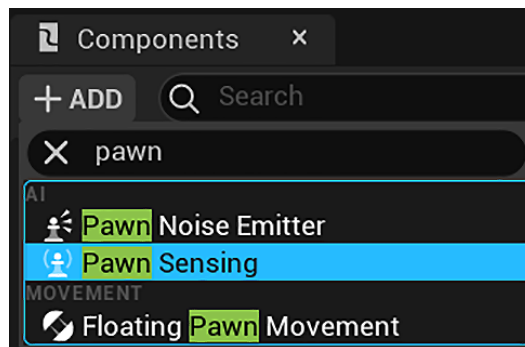 Components ×
+ ADD Search
pawn
AI
Pawn Noise Emitter
Pawn Sensing
MOVEMENT
Floating Pawn Movement